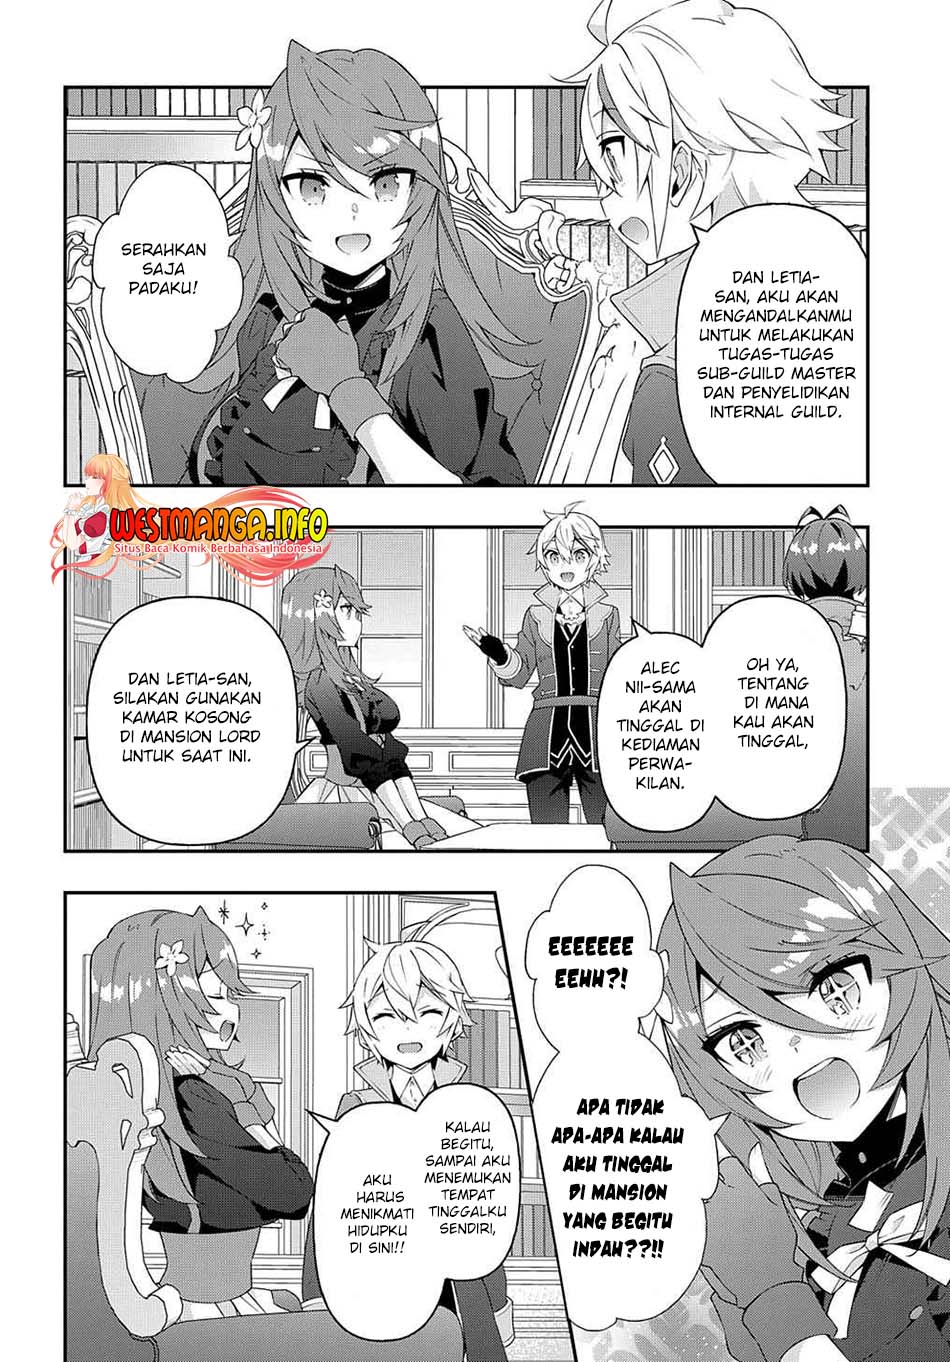 DAN LETIA-
SAN, AKU AKAN
MENGANDALKANMU
UNTUK MELAKUKAN
TUGAS-TUGAS
SUB-GUILD MASTER
DAN PENYELIDIKAN
INTERNAL GUILD.
SERAHKAN
SAJA
PADAKU!
WESTMANGA.INFO
Situs Baca Komik Berbahasa Indonesia
OH YA,
TENTANG
DI MANA
KAU AKAN
TINGGAL,
ALEC
NII-SAMA
AKAN
TINGGAL DI
KEDIAMAN
PERWA-
KILAN.
DAN LETIA-SAN,
SILAKAN GUNAKAN
KAMAR KOSONG
DI MANSION LORD
UNTUK SAAT INI.
EEEEEEE
EEHH?!
APA TIDAK
APA-APA KALAU
AKU TINGGAL
DI MANSION
YANG BEGITU
INDAH??!!
KALAU
BEGITU,
SAMPAI AKU
MENEMUKAN
TEMPAT
TINGGALKU
SENDIRI,
AKU
HARUS
MENIKMATI
HIDUPKU
DI SINI!!